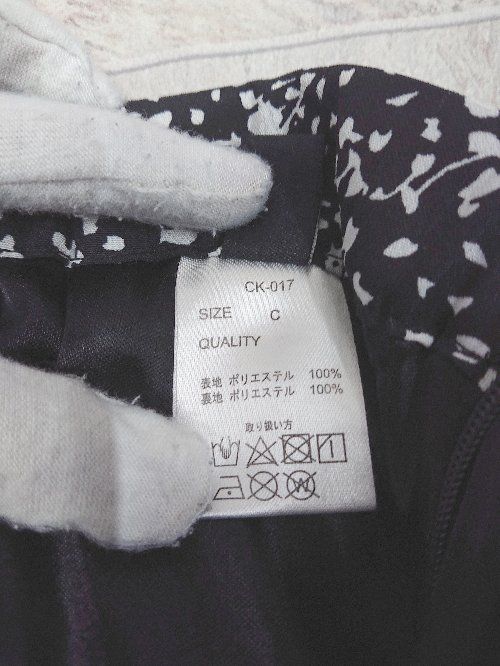 CK-017
SIZE C
QUALITY
表地 ポリエステル 100%
裏地 ポリエステル 100%
取り扱い方
W